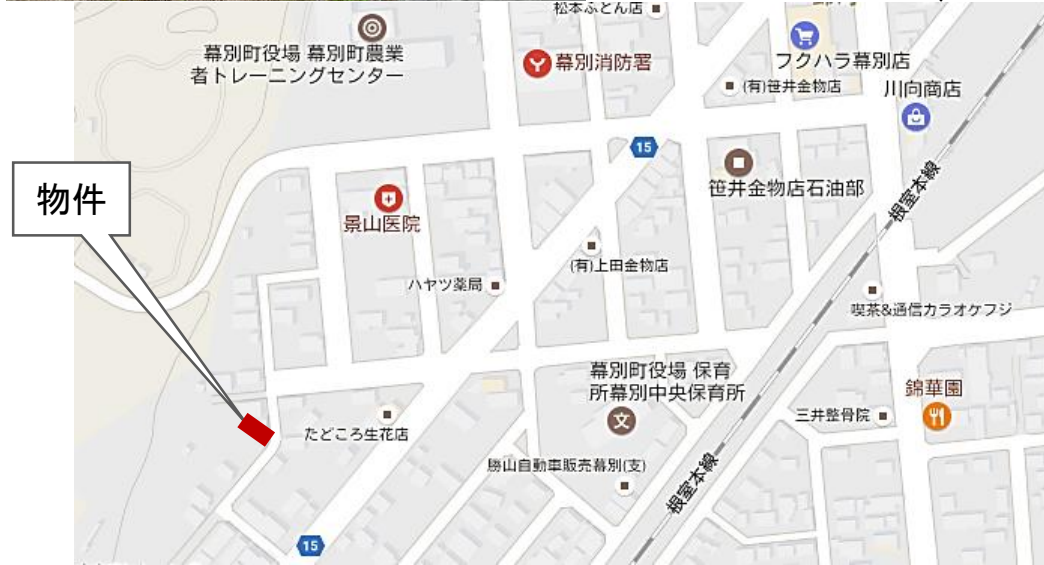 松本ふとん店
幕別町役場 幕別町農業
者トレーニングセンター
幕別消防署
フクハラ幕別店
(有)笹井金物店
川向商店
15
笹井金物店石油部
根室本線
物件
景山医院
(有)上田金物店
ハヤツ薬局
喫茶&通信カラオケフジ
幕別町役場 保育
所幕別中央保育所
錦華園
三井整骨院
たどころ生花店
勝山自動車販売幕別(支)
根室本線
15